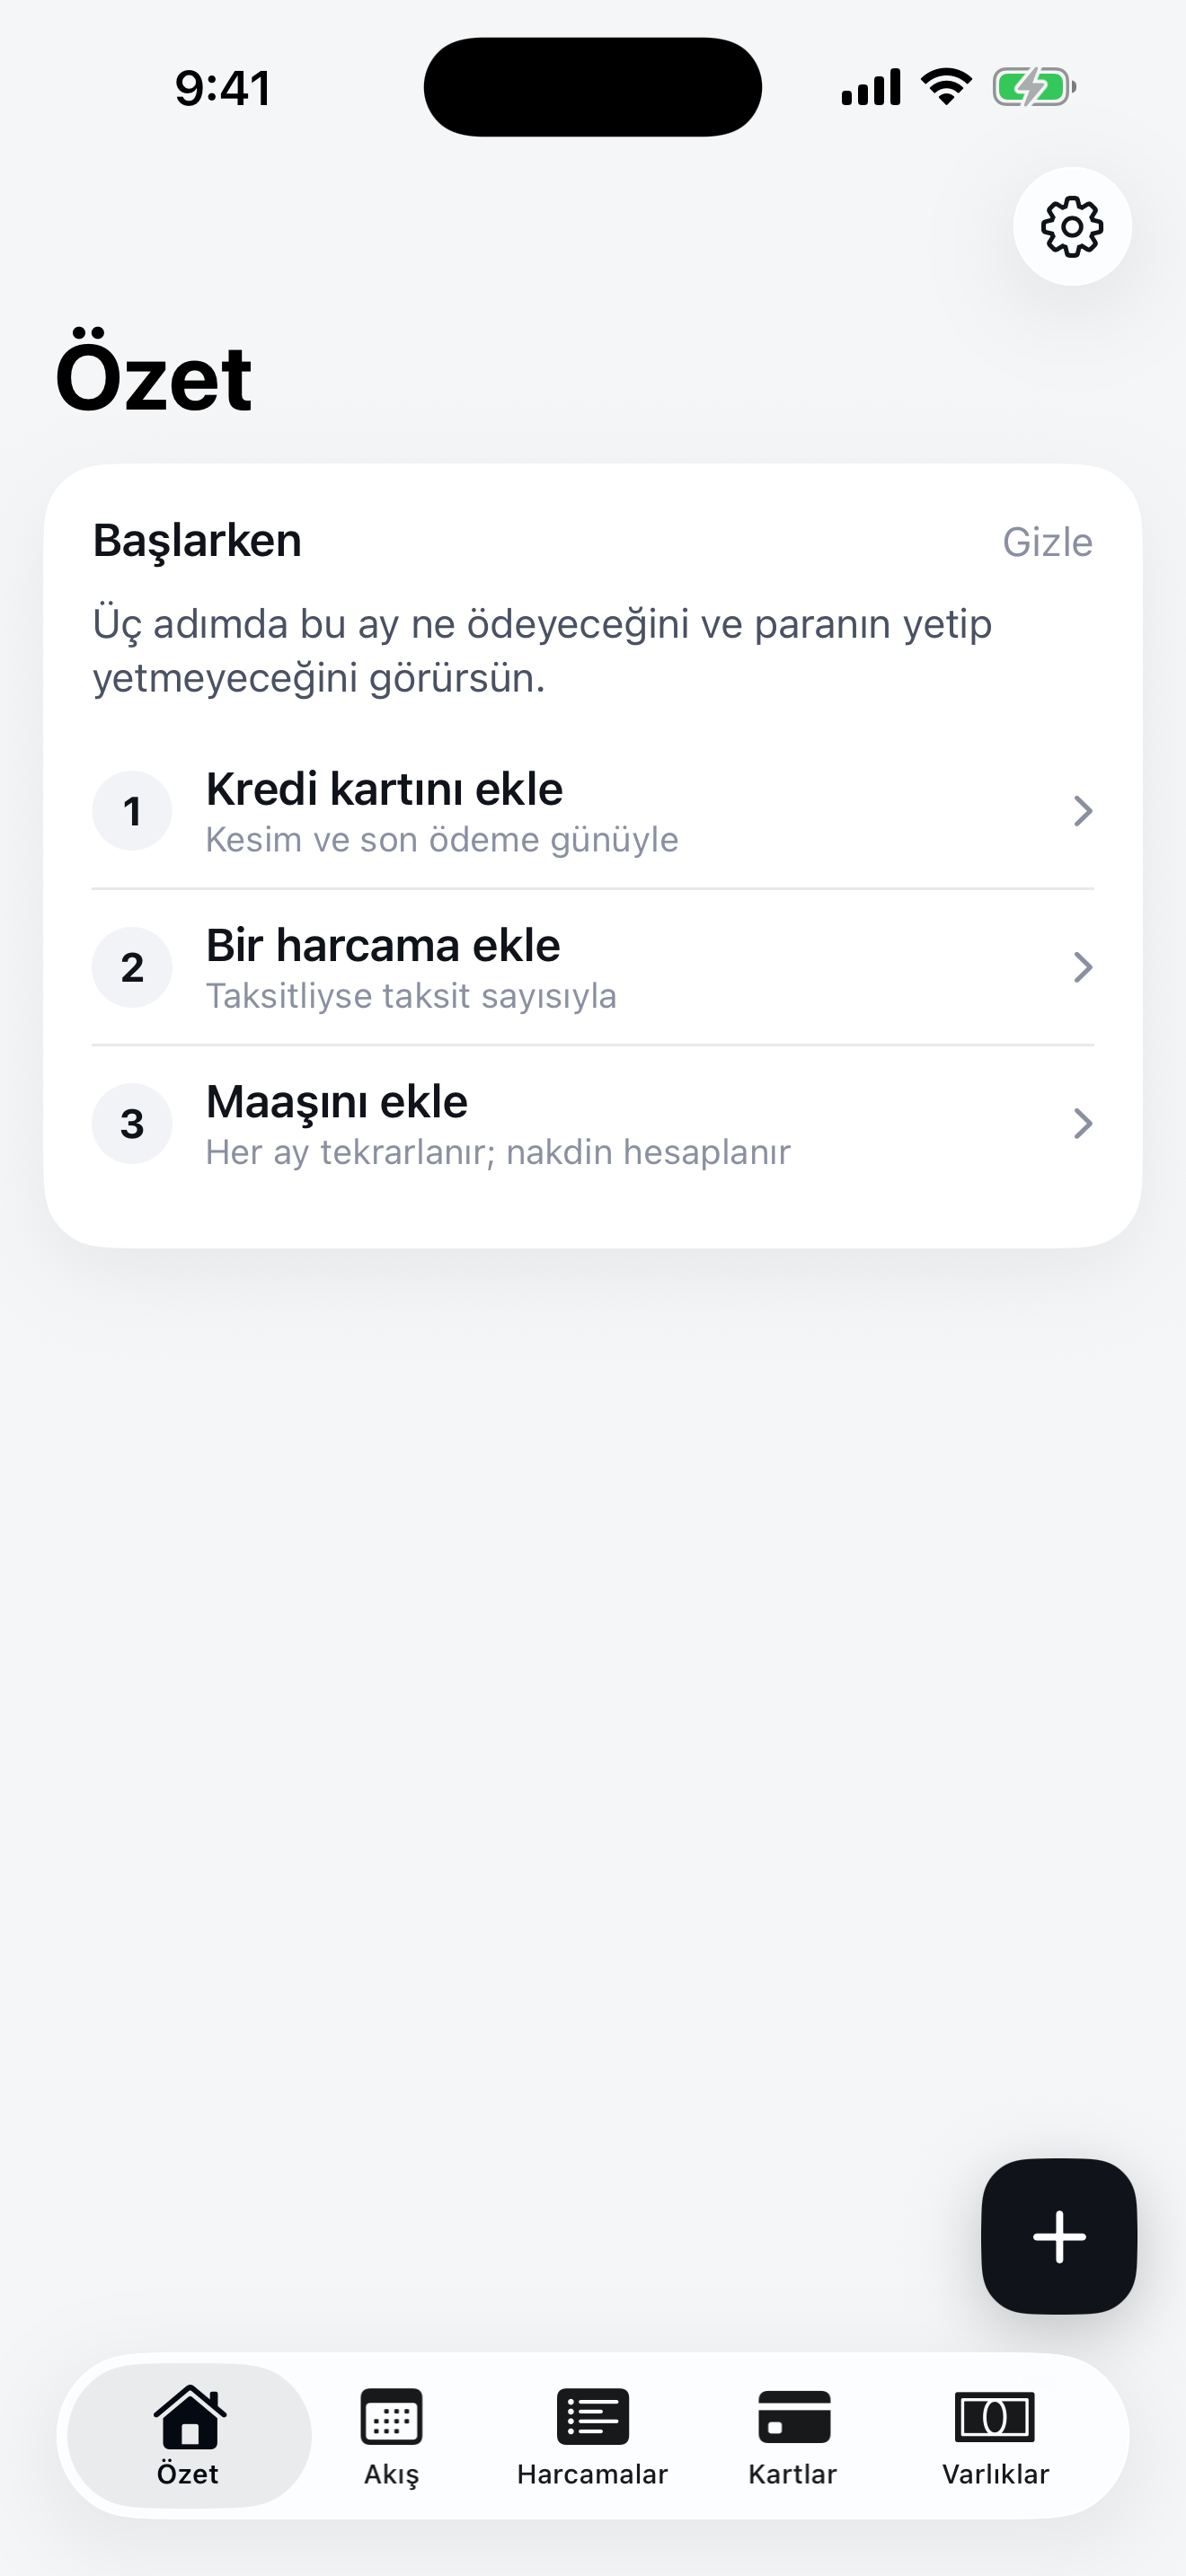 9:41
Özet
Başlarken
Gizle
Üç adımda bu ay ne ödeyeceğini ve paranın yetip
yetmeyeceğini görürsün.
1
Kredi kartını ekle
Kesim ve son ödeme günüyle
2
Bir harcama ekle
Taksitliyse taksit sayısıyla
3
Maaşını ekle
Her ay tekrarlanır; nakdin hesaplanır
Özet
Akış
Harcamalar
Kartlar
Varlıklar